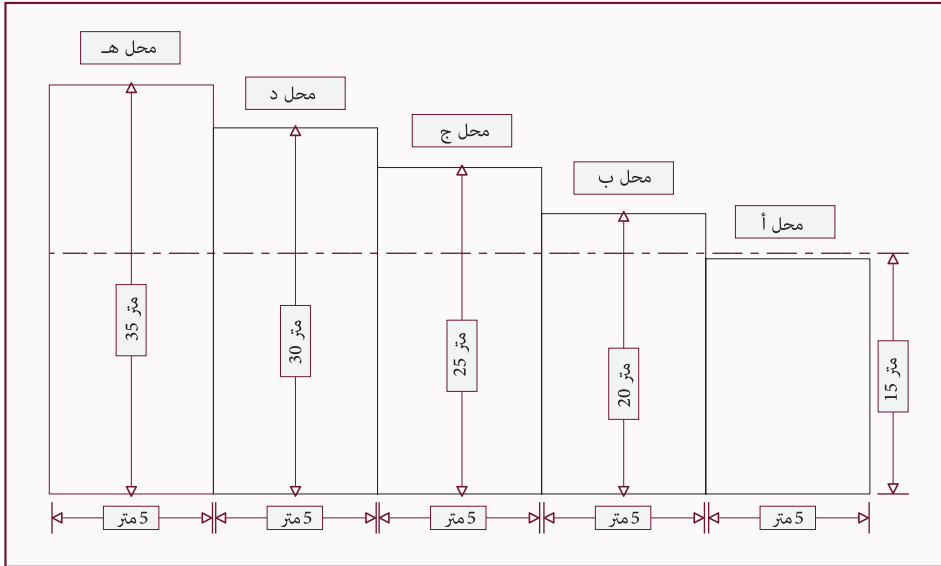 محل هـ
محل د
محل ج
محل ب
محل أ
35 متر
30 متر
25 متر
20 متر
15 متر
5 متر
5 متر
5 متر
5 متر
5 متر